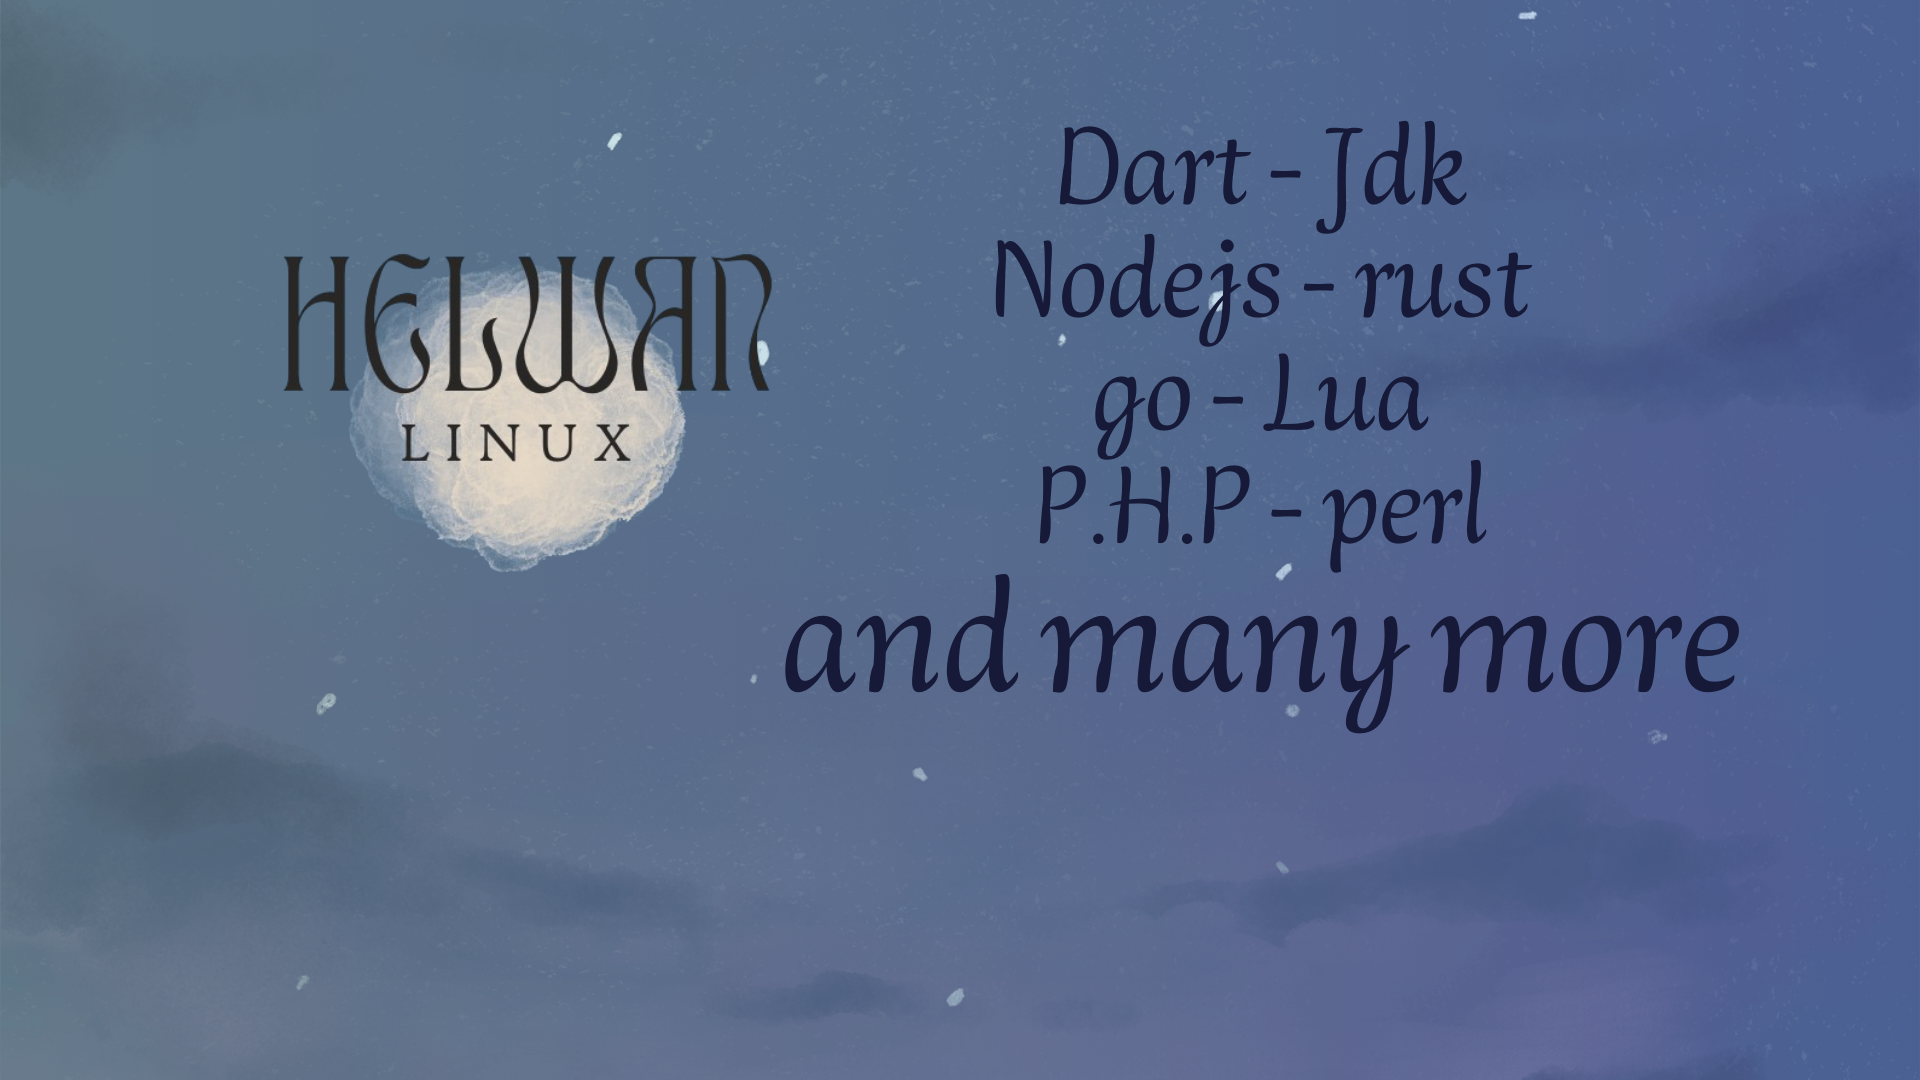 HELWAN
LINUX
Dart - Jdk
Nodejs - rust
go - Lua
P.H.P - perl
and many more